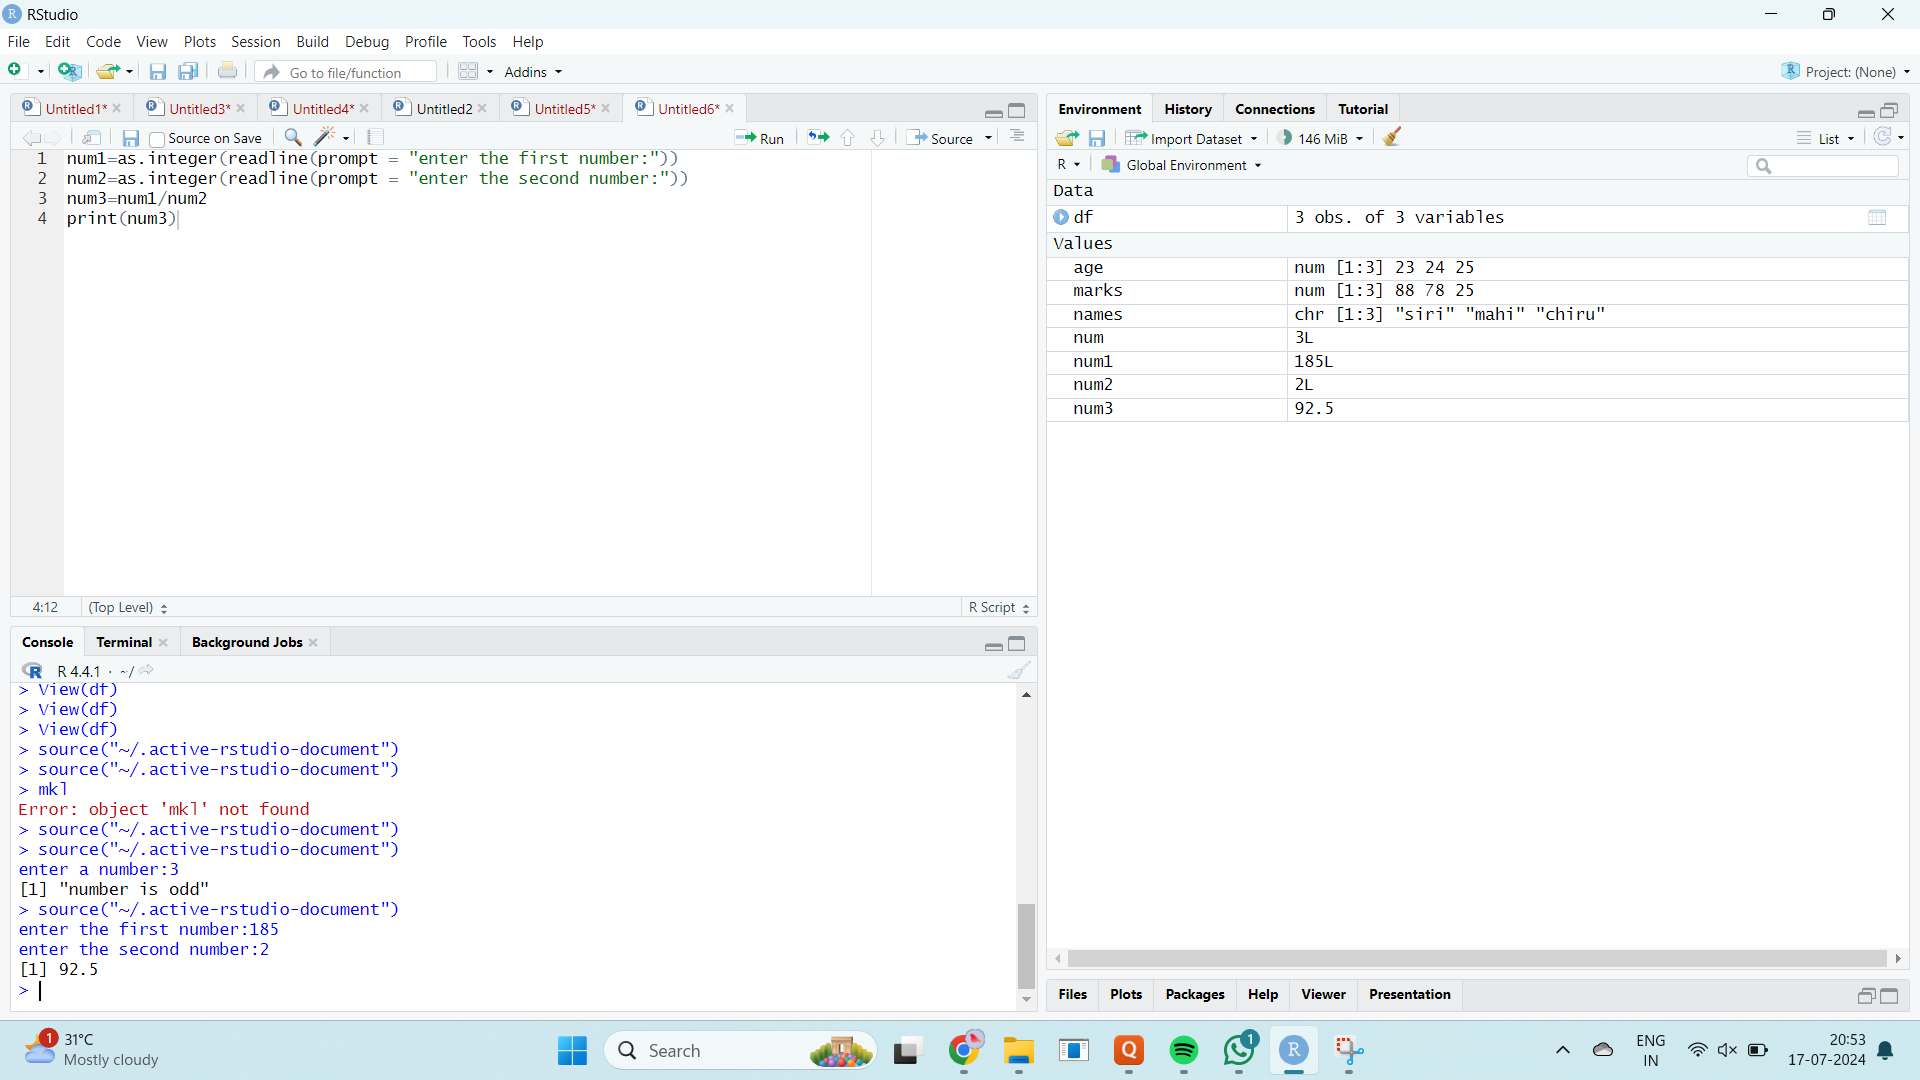 RStudio
File Edit Code View Plots Session Build Debug Profile Tools Help
Go to file/function Addins Project: (None)
Untitled1* Untitled3* Untitled4* Untitled2 Untitled5* Untitled6*
Source on Save Run Source
1 num1=as.integer(readline(prompt = "enter the first number:"))
2 num2=as.integer(readline(prompt = "enter the second number:"))
3 num3=num1/num2
4 print(num3)
4:12 (Top Level) R Script
Console Terminal Background Jobs
R 4.4.1 · ~/
> View(df)
> View(df)
> View(df)
> source("~/.active-rstudio-document")
> source("~/.active-rstudio-document")
> mkl
Error: object 'mkl' not found
> source("~/.active-rstudio-document")
> source("~/.active-rstudio-document")
enter a number:3
[1] "number is odd"
> source("~/.active-rstudio-document")
enter the first number:185
enter the second number:2
[1] 92.5
>
Environment History Connections Tutorial
Import Dataset 146 MiB List
R Global Environment
Data
df 3 obs. of 3 variables
Values
age num [1:3] 23 24 25
marks num [1:3] 88 78 25
names chr [1:3] "siri" "mahi" "chiru"
num 3L
num1 185L
num2 2L
num3 92.5
Files Plots Packages Help Viewer Presentation
1 31°C
Mostly cloudy
Search
1
ENG
IN
20:53
17-07-2024